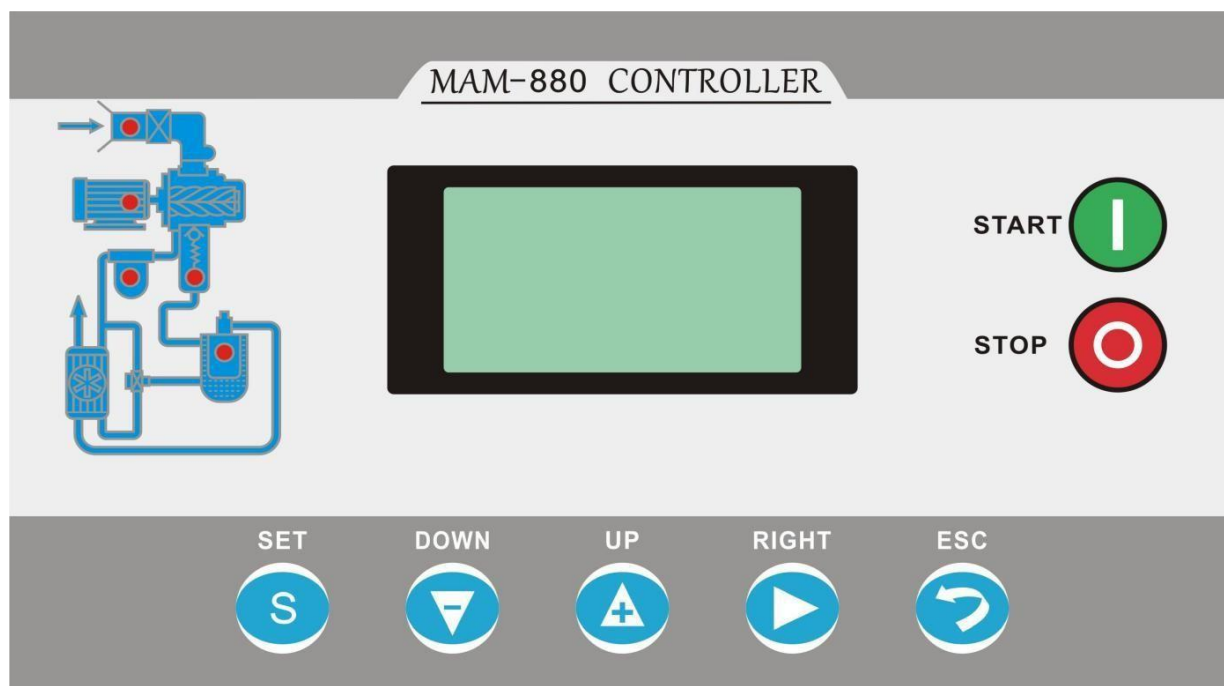 MAM-880 CONTROLLER
START
STOP
SET DOWN UP RIGHT ESC
S - +